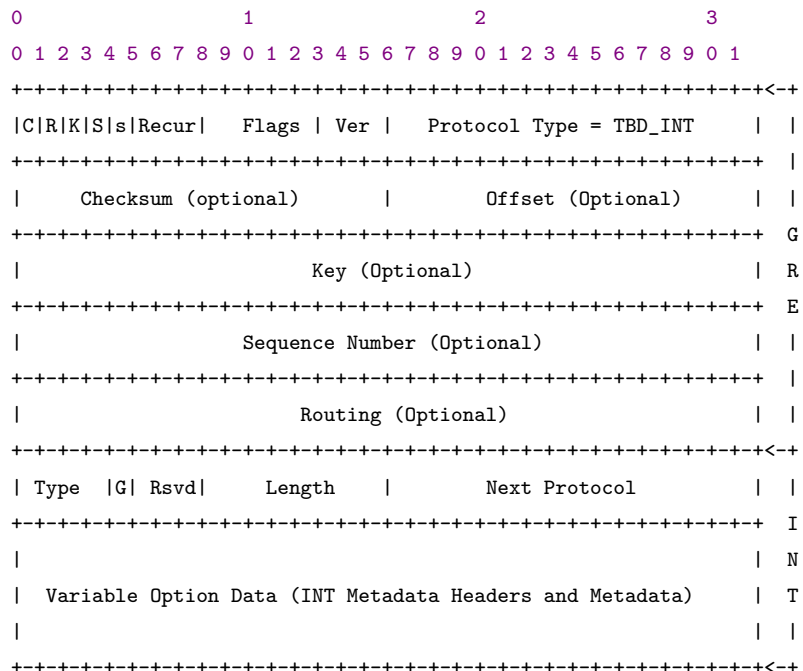 0                   1                   2                   3
0 1 2 3 4 5 6 7 8 9 0 1 2 3 4 5 6 7 8 9 0 1 2 3 4 5 6 7 8 9 0 1
+-+-+-+-+-+-+-+-+-+-+-+-+-+-+-+-+-+-+-+-+-+-+-+-+-+-+-+-+-+-+-+-+<-+
|C|R|K|S|s|Recur|   Flags | Ver |   Protocol Type = TBD_INT     |  |
+-+-+-+-+-+-+-+-+-+-+-+-+-+-+-+-+-+-+-+-+-+-+-+-+-+-+-+-+-+-+-+-+  |
|     Checksum (optional)       |        Offset (Optional)      |  |
+-+-+-+-+-+-+-+-+-+-+-+-+-+-+-+-+-+-+-+-+-+-+-+-+-+-+-+-+-+-+-+-+  G
|                         Key (Optional)                        |  R
+-+-+-+-+-+-+-+-+-+-+-+-+-+-+-+-+-+-+-+-+-+-+-+-+-+-+-+-+-+-+-+-+  E
|                   Sequence Number (Optional)                  |  |
+-+-+-+-+-+-+-+-+-+-+-+-+-+-+-+-+-+-+-+-+-+-+-+-+-+-+-+-+-+-+-+-+  |
|                        Routing (Optional)                     |  |
+-+-+-+-+-+-+-+-+-+-+-+-+-+-+-+-+-+-+-+-+-+-+-+-+-+-+-+-+-+-+-+-+<-+
| Type  |G| Rsvd|     Length    |        Next Protocol          |  |
+-+-+-+-+-+-+-+-+-+-+-+-+-+-+-+-+-+-+-+-+-+-+-+-+-+-+-+-+-+-+-+-+  I
|                                                               |  N
|  Variable Option Data (INT Metadata Headers and Metadata)     |  T
|                                                               |  |
+-+-+-+-+-+-+-+-+-+-+-+-+-+-+-+-+-+-+-+-+-+-+-+-+-+-+-+-+-+-+-+-+<-+